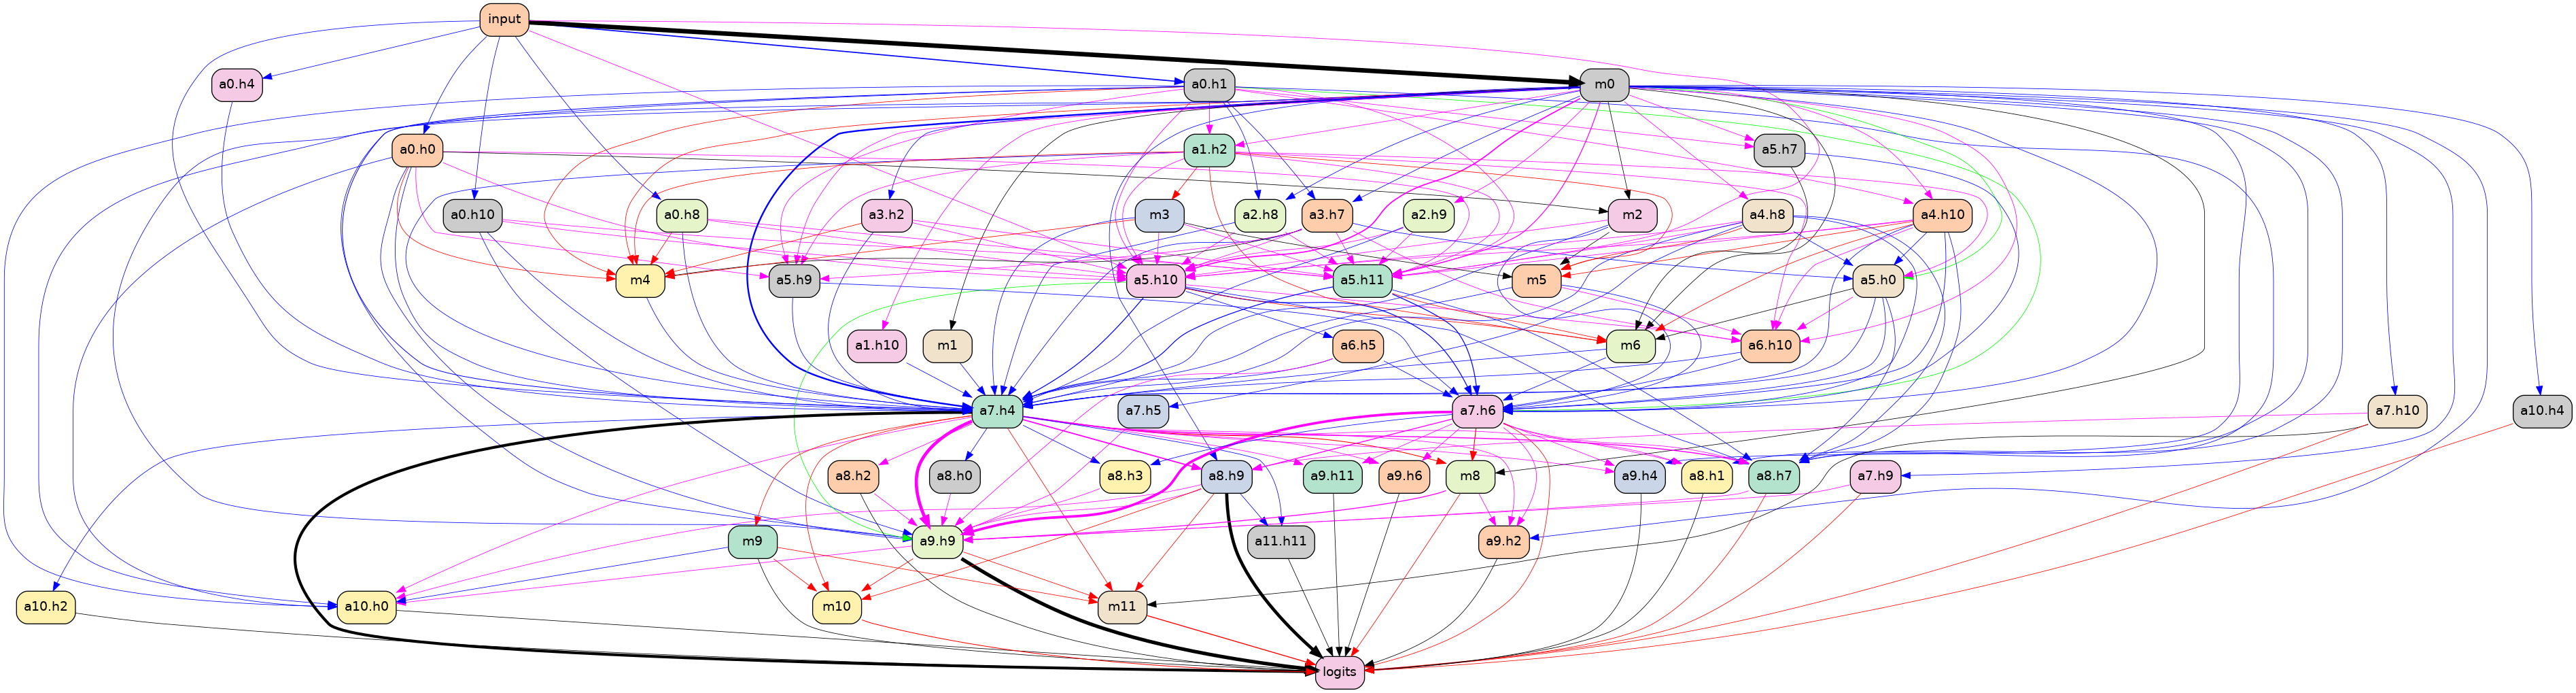 input
a0.h4 a0.h1 m0
a0.h0 a1.h2 a5.h7
a0.h10 a0.h8 a3.h2 m3 a2.h8 a3.h7 a2.h9 m2 a4.h8 a4.h10
m4 a5.h9 a5.h10 a5.h11 m5 a5.h0
a1.h10 m1 a6.h5 m6 a6.h10
a7.h4 a7.h5 a7.h6 a7.h10 a10.h4
a8.h2 a8.h0 a8.h3 a8.h9 a9.h11 a9.h6 m8 a9.h4 a8.h1 a8.h7 a7.h9
m9 a9.h9 a11.h11 a9.h2
a10.h2 a10.h0 m10 m11
logits